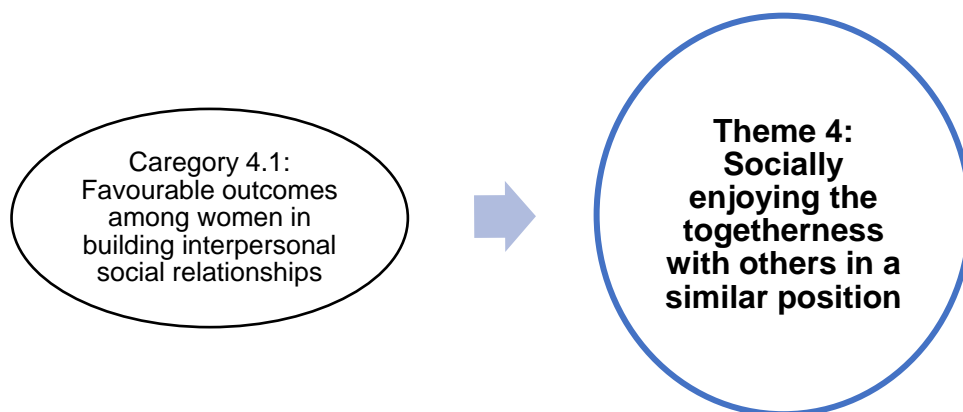 Caregory 4.1:
Favourable outcomes
among women in
building interpersonal
social relationships
Theme 4:
Socially
enjoying the
togetherness
with others in a
similar position